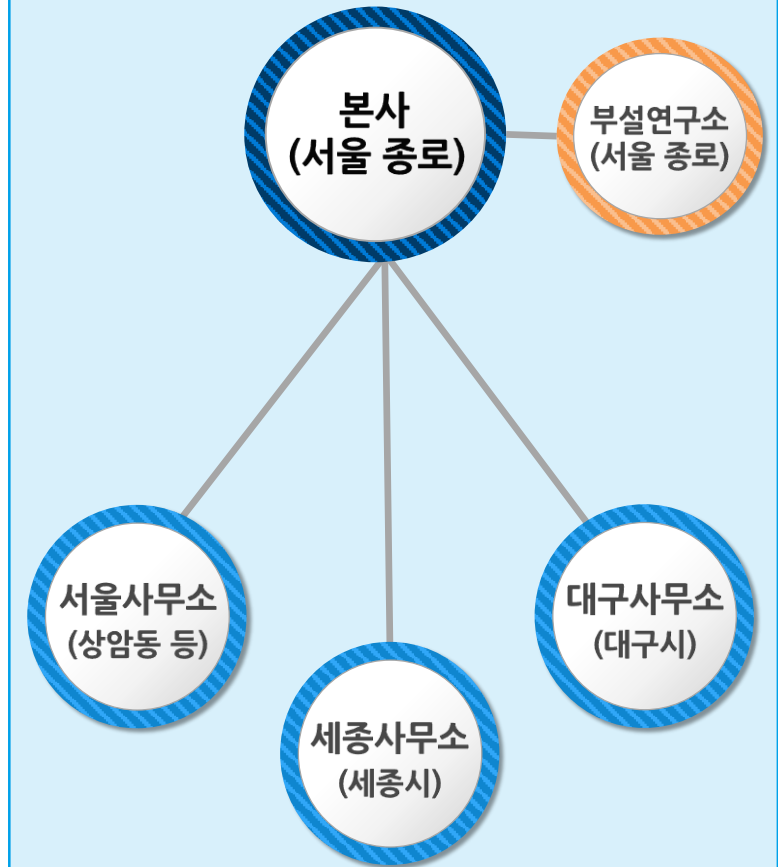 본사
(서울 종로)
부설연구소
(서울 종로)
서울사무소
(상암동 등)
대구사무소
(대구시)
세종사무소
(세종시)